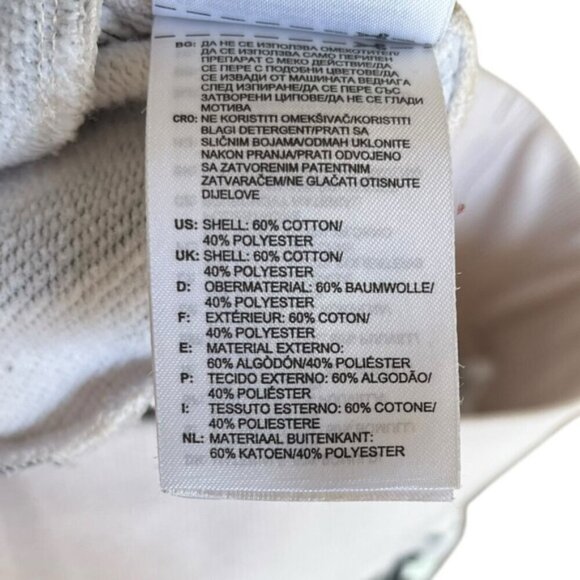 BG: ДА НЕ СЕ ИЗПОЛЗВА ОМЕКОТИТЕЛ/
ДА СЕ ИЗПОЛЗВА САМО ПЕРИЛЕН
ПРЕПАРАТ С МЕКО ДЕЙСТВИЕ/ДА
СЕ ПЕРЕ С ПОДОБНИ ЦВЕТОВЕ/ДА
СЕ ИЗВАДИ ОТ МАШИНАТА ВЕДНАГА
СЛЕД ИЗПИРАНЕ/ДА СЕ ПЕРЕ СЪС
ЗАТВОРЕНИ ЦИПОВЕ/ДА НЕ СЕ ГЛАДИ
МОТИВА
CRO: NE KORISTITI OMEKŠIVAČ/KORISTITI
BLAGI DETERGENT/PRATI SA
SLIČNIM BOJAMA/ODMAH UKLONITE
NAKON PRANJA/PRATI ODVOJENO
SA ZATVORENIM PATENTNIM
ZATVARAČEM/NE GLAČATI OTISNUTE
DIJELOVE
US: SHELL: 60% COTTON/
40% POLYESTER
UK: SHELL: 60% COTTON/
40% POLYESTER
D: OBERMATERIAL: 60% BAUMWOLLE/
40% POLYESTER
F: EXTÉRIEUR: 60% COTON/
40% POLYESTER
E: MATERIAL EXTERNO:
60% ALGÓDÓN/40% POLIÉSTER
P: TECIDO EXTERNO: 60% ALGODÃO/
40% POLIÉSTER
I: TESSUTO ESTERNO: 60% COTONE/
40% POLIESTERE
NL: MATERIAAL BUITENKANT:
60% KATOEN/40% POLYESTER